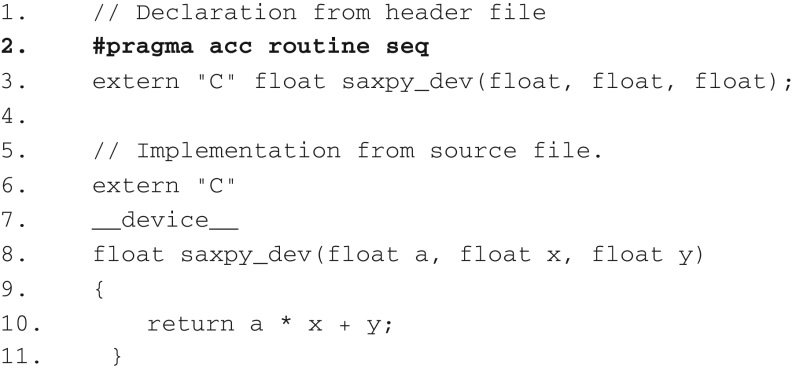 1. // Declaration from header file
2. #pragma acc routine seq
3. extern "C" float saxpy_dev(float, float, float);
4.
5. // Implementation from source file.
6. extern "C"
7. __device__
8. float saxpy_dev(float a, float x, float y)
9. {
10. return a * x + y;
11. }